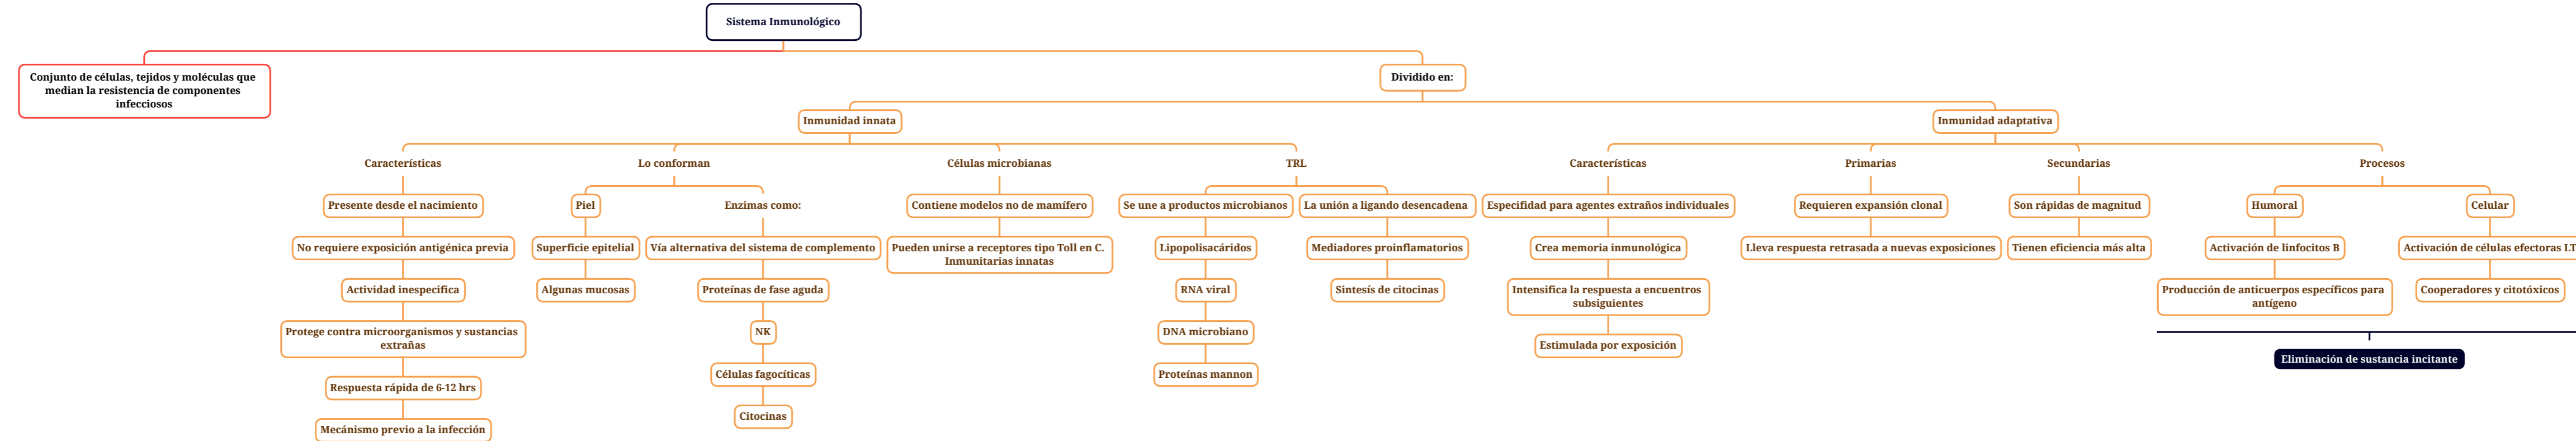 Sistema Inmunológico
Conjunto de células, tejidos y moléculas que
median la resistencia de componentes
infecciosos
Dividido en:
Inmunidad innata
Inmunidad adaptativa
Características
Lo conforman
Células microbianas
TRL
Características
Primarias
Secundarias
Procesos
Presente desde el nacimiento
Piel
Enzimas como:
Contiene modelos no de mamífero
Se une a productos microbianos
La unión a ligando desencadena
Especifidad para agentes extraños individuales
Requieren expansión clonal
Son rápidas de magnitud
Humoral
Celular
No requiere exposición antigénica previa
Superficie epitelial
Vía alternativa del sistema de complemento
Pueden unirse a receptores tipo Toll en C.
Inmunitarias innatas
Lipopolisacáridos
Mediadores proinflamatorios
Crea memoria inmunológica
Lleva respuesta retrasada a nuevas exposiciones
Tienen eficiencia más alta
Activación de linfocitos B
Activación de células efectoras LT
Actividad inespecifica
Algunas mucosas
Proteínas de fase aguda
RNA viral
Sintesís de citocinas
Intensifica la respuesta a encuentros
subsiguientes
Producción de anticuerpos específicos para
antígeno
Cooperadores y citotóxicos
Protege contra microorganismos y sustancias
extrañas
NK
DNA microbiano
Estimulada por exposición
Eliminación de sustancia incitante
Células fagocíticas
Proteínas mannon
Respuesta rápida de 6-12 hrs
Citocinas
Mecánismo previo a la infección